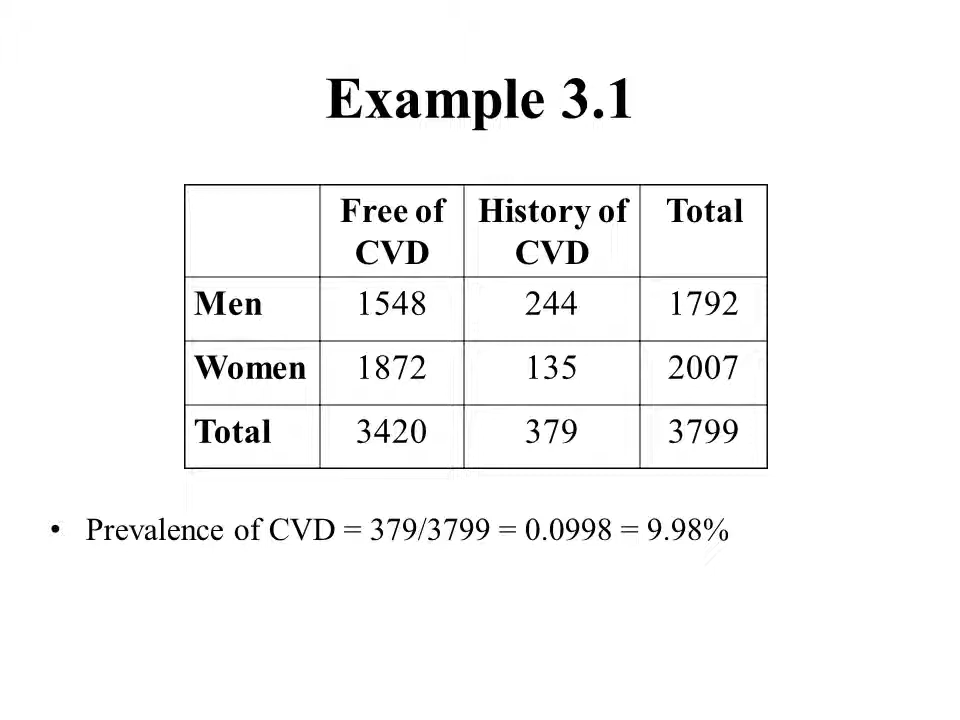 Example 3.1
Free of CVD History of CVD Total
Men 1548 244 1792
Women 1872 135 2007
Total 3420 379 3799
• Prevalence of CVD = 379/3799 = 0.0998 = 9.98%